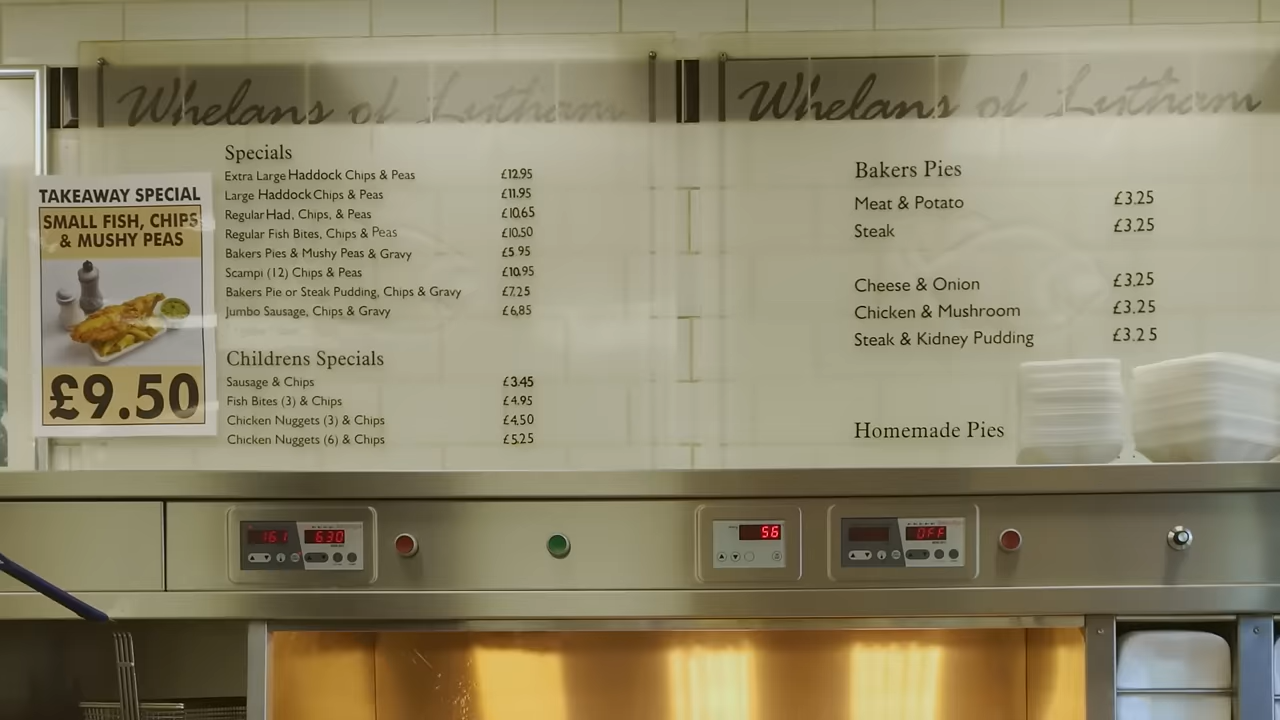 Whelans of Lytham
Whelans of Lytham
TAKEAWAY SPECIAL
SMALL FISH, CHIPS
& MUSHY PEAS
£9.50
Specials
Extra Large Haddock Chips & Peas £12.95
Large Haddock Chips & Peas £11.95
Regular Had, Chips, & Peas £10.65
Regular Fish Bites, Chips & Peas £10.50
Bakers Pies & Mushy Peas & Gravy £5 95
Scampi (12) Chips & Peas £10.95
Bakers Pie or Steak Pudding, Chips & Gravy £7.25
Jumbo Sausage, Chips & Gravy £6,85
Childrens Specials
Sausage & Chips £3.45
Fish Bites (3) & Chips £4.95
Chicken Nuggets (3) & Chips £4,50
Chicken Nuggets (6) & Chips £5.25
Bakers Pies
Meat & Potato £3.25
Steak £3.25
Cheese & Onion £3.25
Chicken & Mushroom £3.25
Steak & Kidney Pudding £3.25
Homemade Pies
161 630
56
OFF